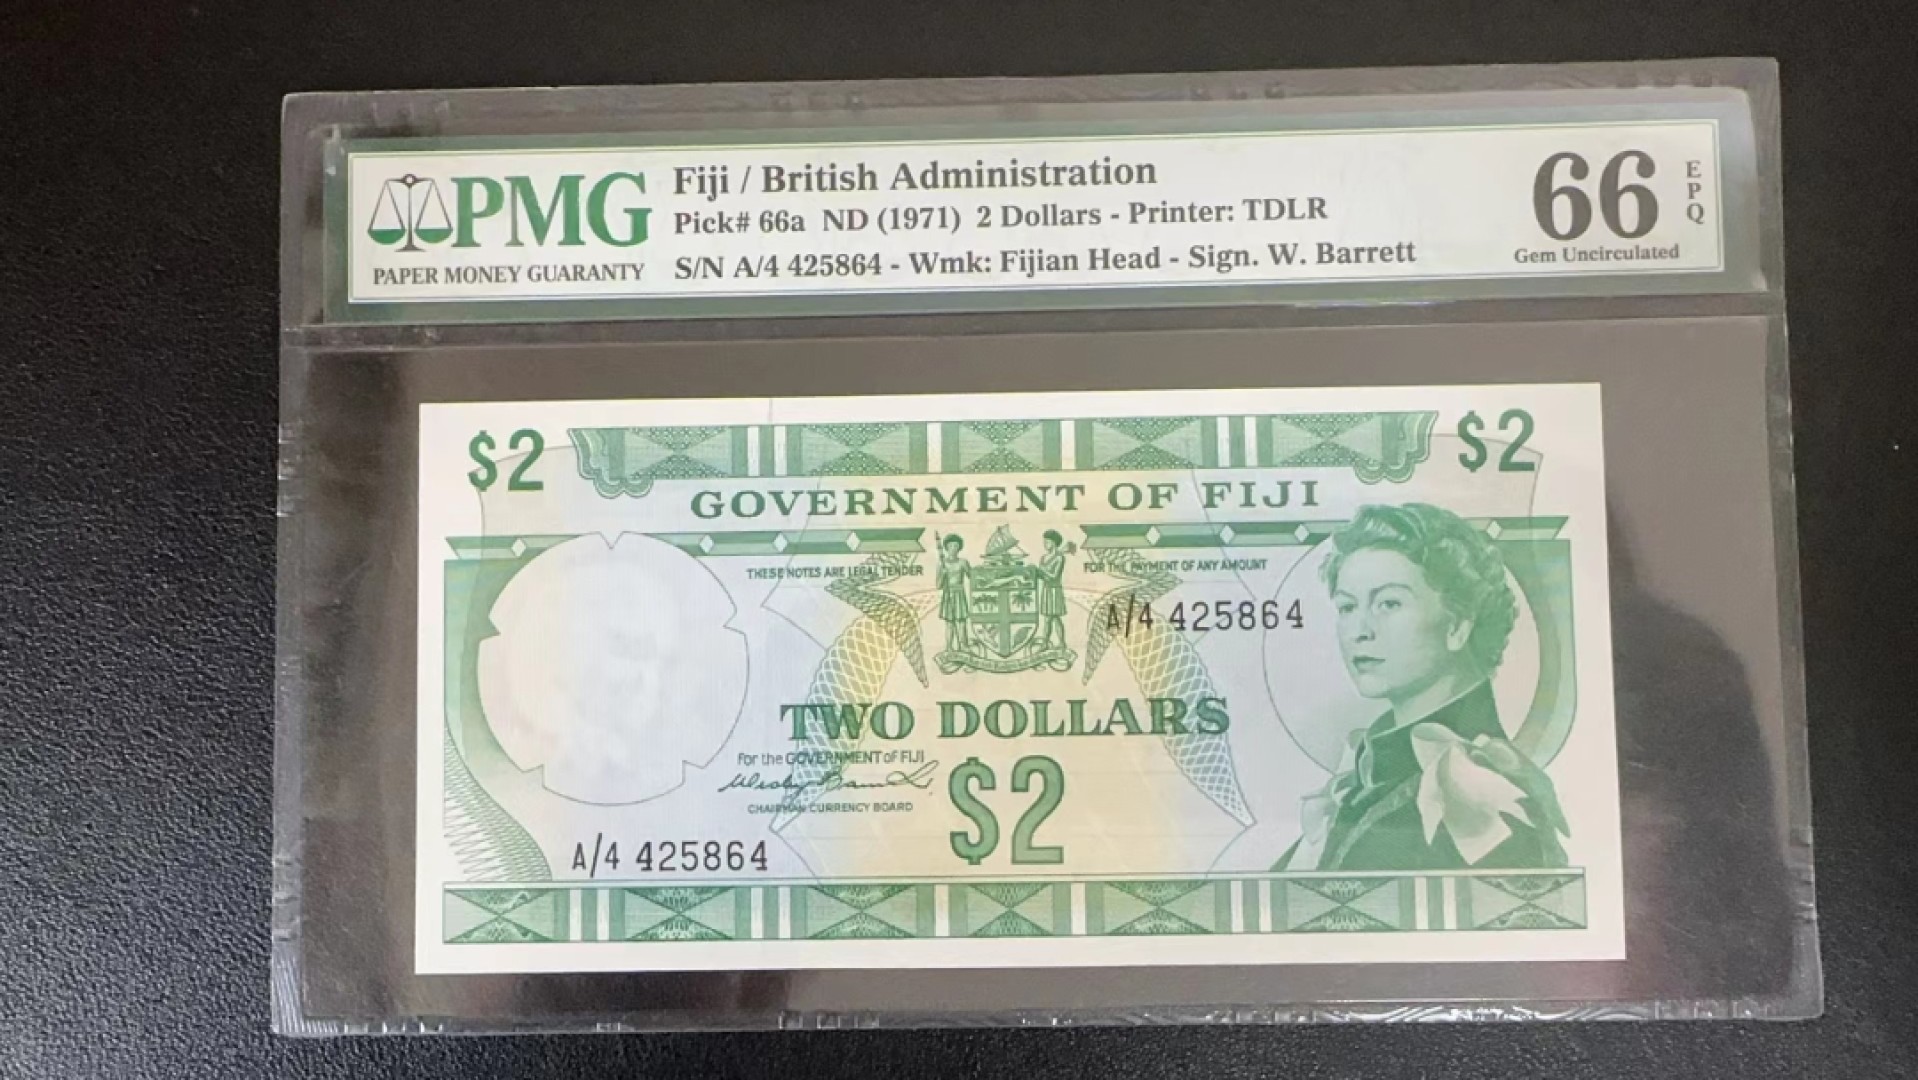 PMG
PAPER MONEY GUARANTY
Fiji / British Administration
Pick# 66a ND (1971) 2 Dollars - Printer: TDLR
S/N A/4 425864 - Wmk: Fijian Head - Sign. W. Barrett
66
EPQ
Gem Uncirculated
$2
$2
GOVERNMENT OF FIJI
THESE NOTES ARE LEGAL TENDER
FOR THE PAYMENT OF ANY AMOUNT
A/4 425864
TWO DOLLARS
For the GOVERNMENT of FIJI
Wesley Barrett
CHAIRMAN CURRENCY BOARD
$2
A/4 425864